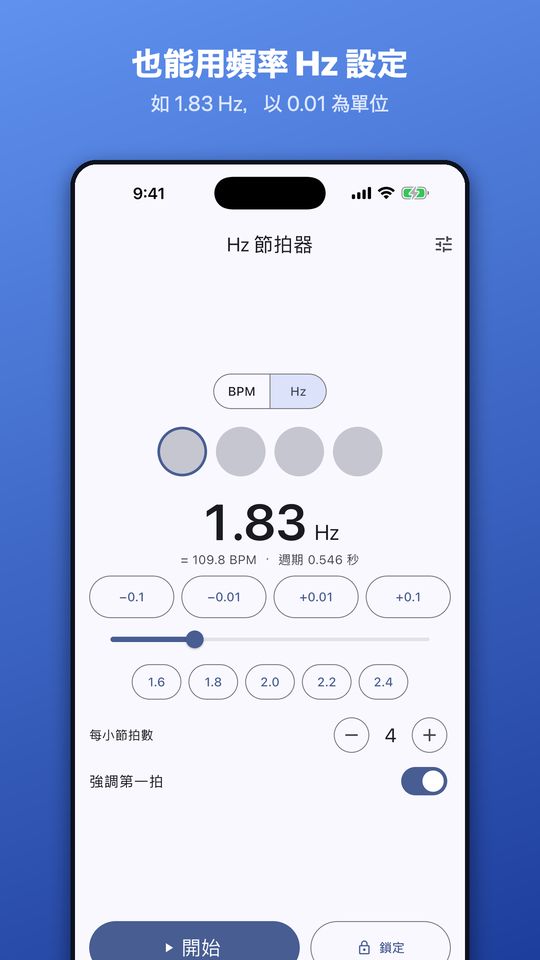 也能用頻率 Hz 設定
如 1.83 Hz，以 0.01 為單位
9:41
Hz 節拍器
BPM Hz
1.83 Hz
= 109.8 BPM · 週期 0.546 秒
−0.1 −0.01 +0.01 +0.1
1.6 1.8 2.0 2.2 2.4
每小節拍數 − 4 +
強調第一拍
開始 鎖定